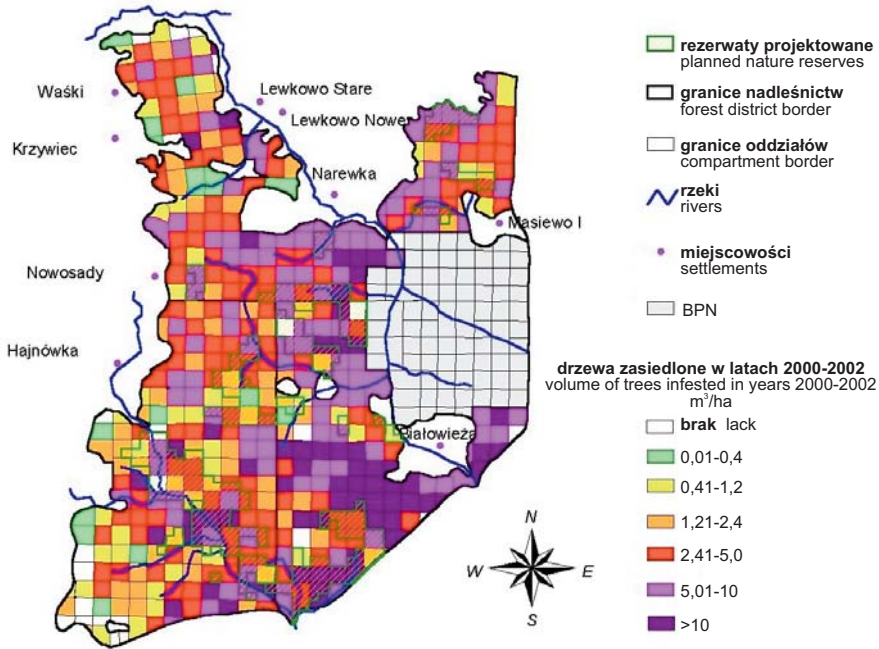 Waśki
Lewkowo Stare
Lewkowo Nowe
Krzywiec
Narewka
Masiewo I
Nowosady
Hajnówka
Białowieża
N
W
E
S
rezerwaty projektowane
planned nature reserves
granice nadleśnictw
forest district border
granice oddziałów
compartment border
rzeki
rivers
miejscowości
settlements
BPN
drzewa zasiedlone w latach 2000-2002
volume of trees infested in years 2000-2002
m³/ha
brak lack
0,01-0,4
0,41-1,2
1,21-2,4
2,41-5,0
5,01-10
>10